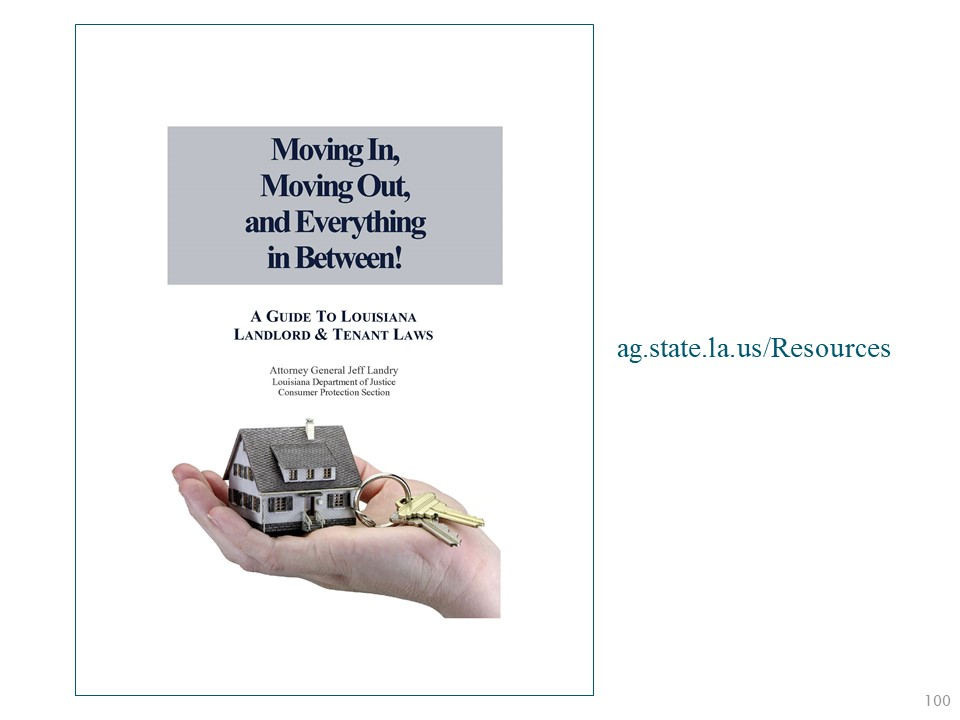 Moving In,
Moving Out,
and Everything
in Between!
A GUIDE TO LOUISIANA
LANDLORD & TENANT LAWS
Attorney General Jeff Landry
Louisiana Department of Justice
Consumer Protection Section
ag.state.la.us/Resources
100